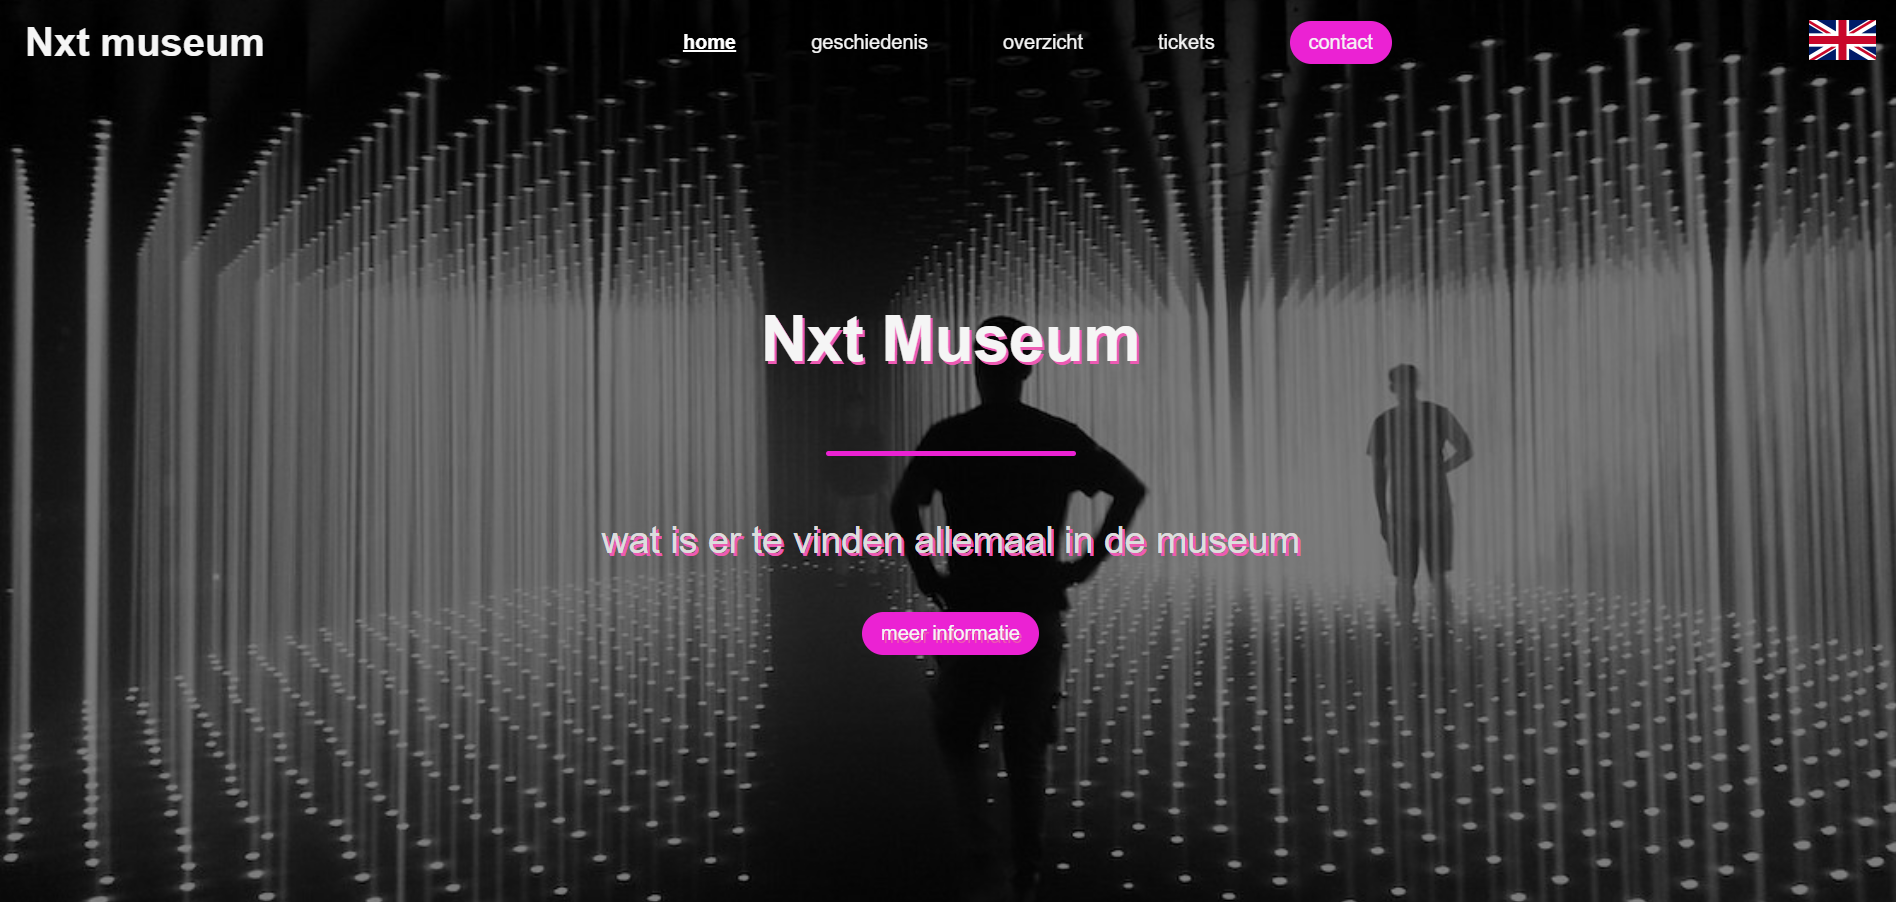 Nxt museum
home geschiedenis overzicht tickets contact
Nxt Museum
wat is er te vinden allemaal in de museum
meer informatie